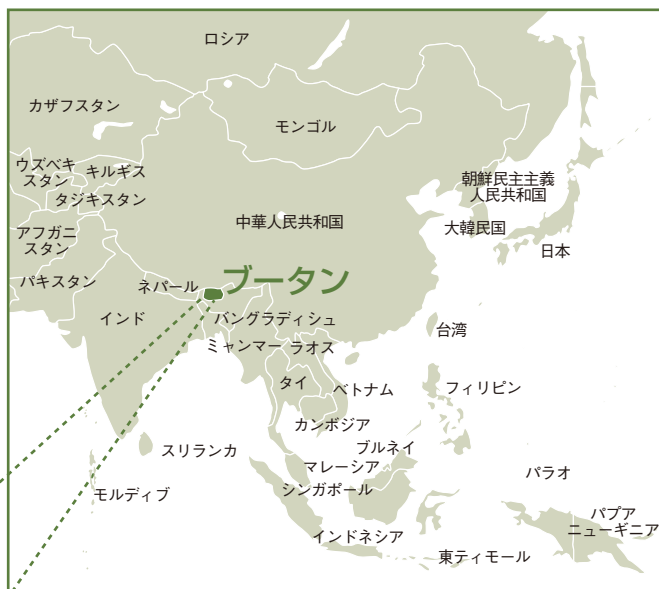 ロシア
カザフスタン
モンゴル
ウズベキ
スタン
キルギス
タジキスタン
朝鮮民主主義
人民共和国
中華人民共和国
大韓民国
日本
アフガニ
スタン
パキスタン
ネパール
ブータン
インド
バングラディシュ
台湾
ミャンマー
ラオス
タイ
ベトナム
フィリピン
カンボジア
スリランカ
ブルネイ
マレーシア
シンガポール
モルディブ
パラオ
パプア
ニューギニア
インドネシア
東ティモール